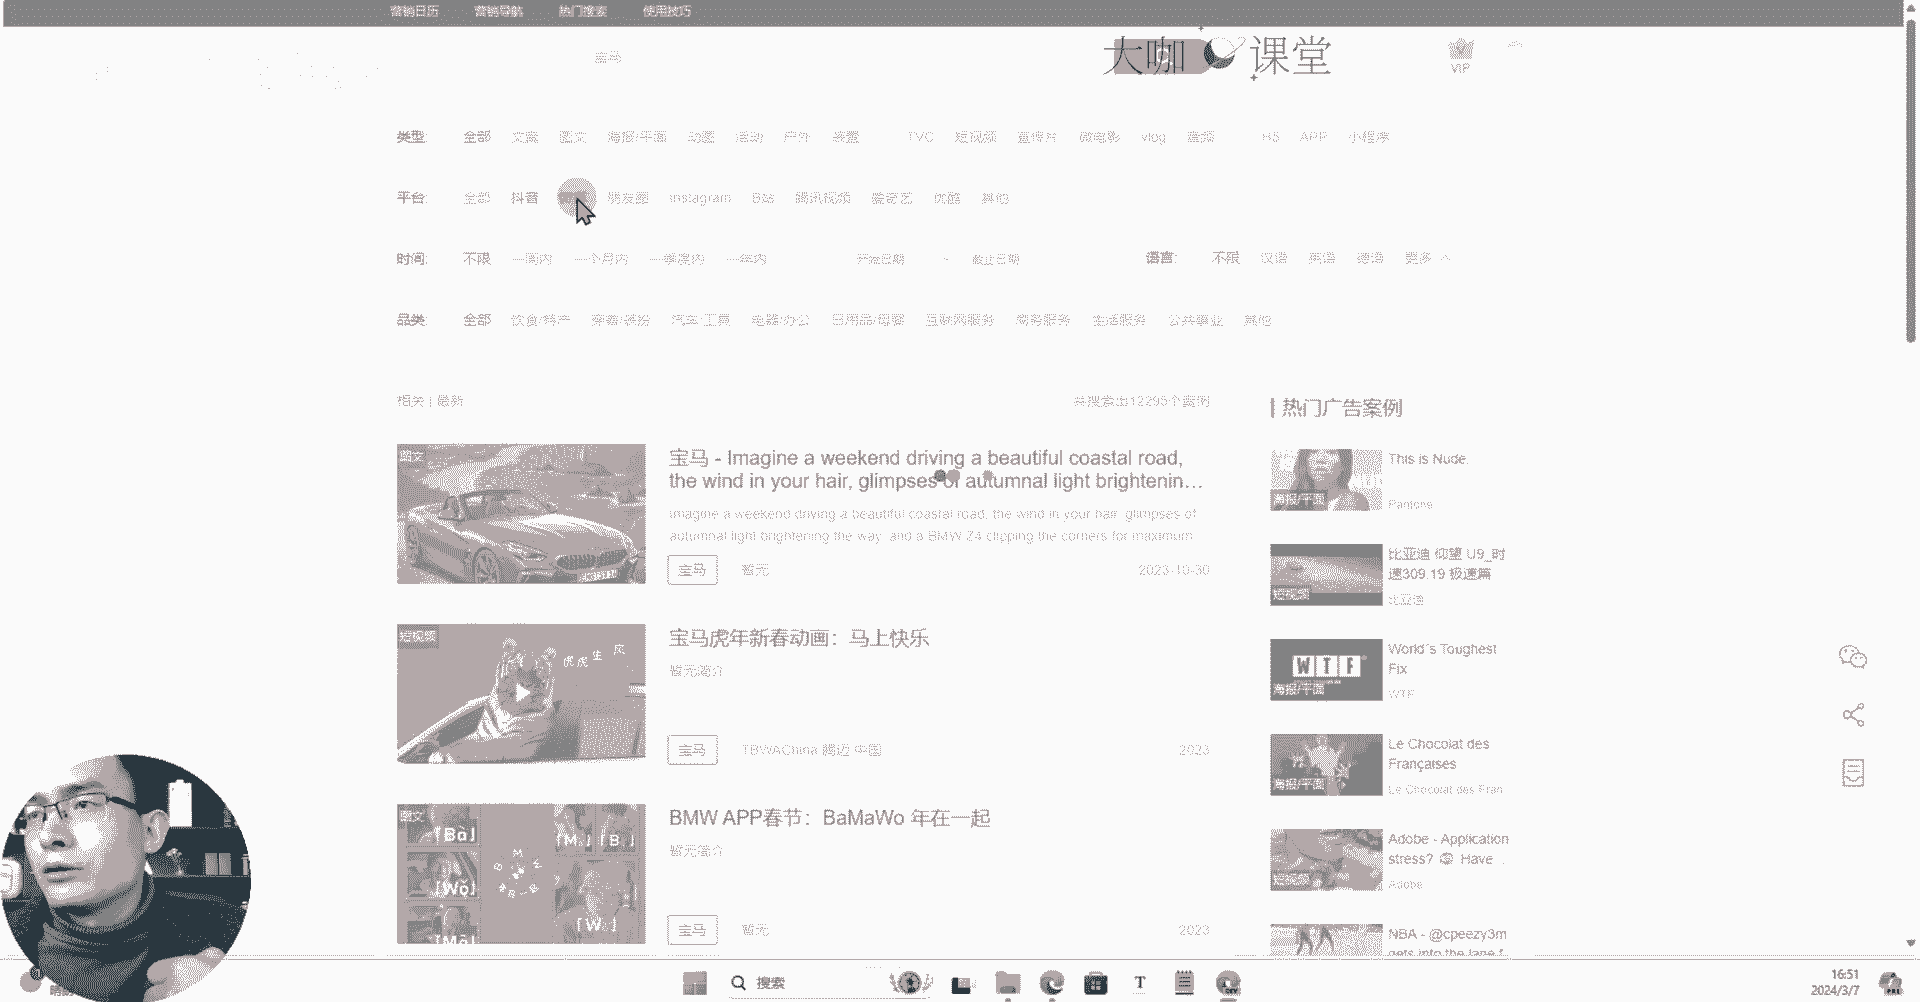 营销日历 营销导航 热门搜索 使用技巧
宝马
大咖 课堂
VIP
类型: 全部 文案 图文 海报/平面 动图 活动 户外 装置 TVC 短视频 宣传片 微电影 vlog 音频 H5 APP 小程序
平台: 全部 抖音 朋友圈 Instagram B站 腾讯视频 爱奇艺 优酷 其他
时间: 不限 一周内 一个月内 一季度内 一年内 开始日期 - 截止日期 语言: 不限 汉语 英语 德语 更多
品类: 全部 饮食/特产 穿着/装扮 汽车/工具 电器/办公 日用品/母婴 互联网服务 商务服务 生活服务 公共事业 其他
相关 | 最新 共搜索出12295个案例
图文
宝马 - Imagine a weekend driving a beautiful coastal road,
the wind in your hair, glimpses of autumnal light brightenin...
Imagine a weekend driving a beautiful coastal road, the wind in your hair, glimpses of
autumnal light brightening the way, and a BMW Z4 clipping the corners for maximum
宝马 暂无 2023-10-30
短视频
虎虎生
宝马虎年新春动画：马上快乐
暂无简介
宝马 TBWAChina 腾迈 中国 2023
图文
BMW APP春节：BaMaWo 年在一起
暂无简介
宝马 暂无 2023
热门广告案例
海报/平面
This is Nude.
Pantone
短视频
比亚迪 仰望 U9_时
速309.19 极速篇
比亚迪
WTF
海报/平面
World´s Toughest
Fix
WTF
海报/平面
Le Chocolat des
Françaises
Le Chocolat des Fran
短视频
Adobe - Application
stress? Have
Adobe
NBA - @cpeezy3m
gets into the lane f
搜索
16:51
2024/3/7